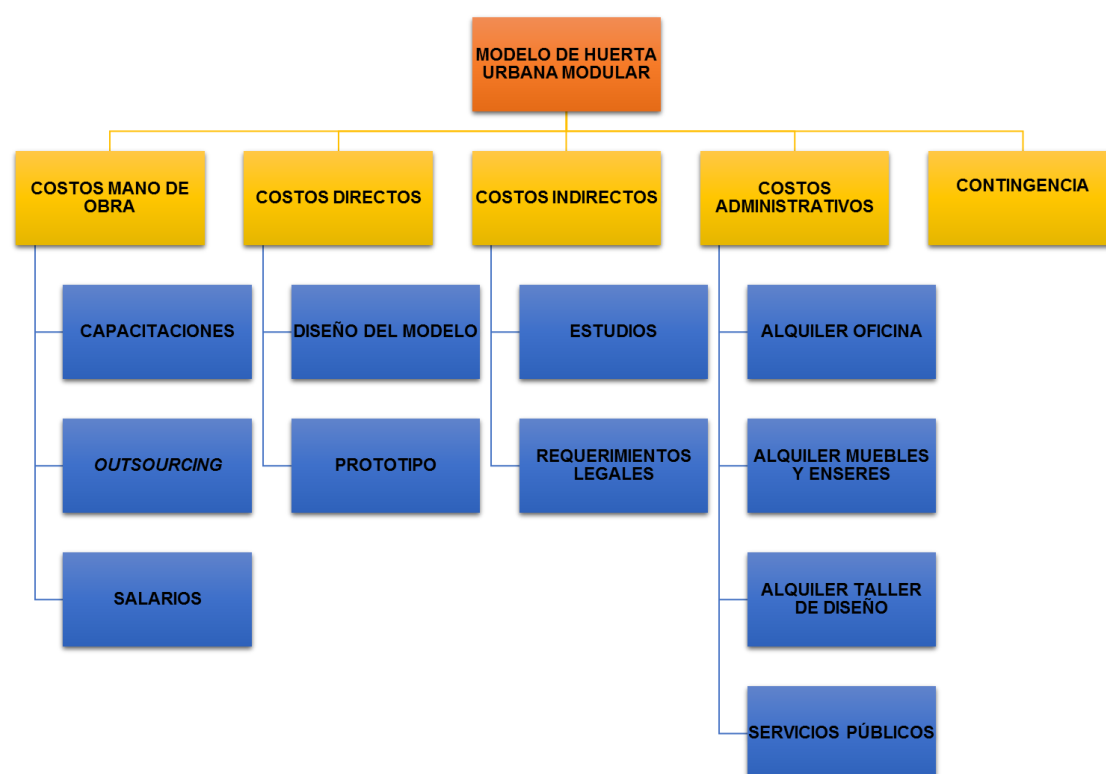 MODELO DE HUERTA
URBANA MODULAR
COSTOS MANO DE
OBRA
COSTOS DIRECTOS
COSTOS INDIRECTOS
COSTOS
ADMINISTRATIVOS
CONTINGENCIA
CAPACITACIONES
OUTSOURCING
SALARIOS
DISEÑO DEL MODELO
PROTOTIPO
ESTUDIOS
REQUERIMIENTOS
LEGALES
ALQUILER OFICINA
ALQUILER MUEBLES
Y ENSERES
ALQUILER TALLER
DE DISEÑO
SERVICIOS PÚBLICOS